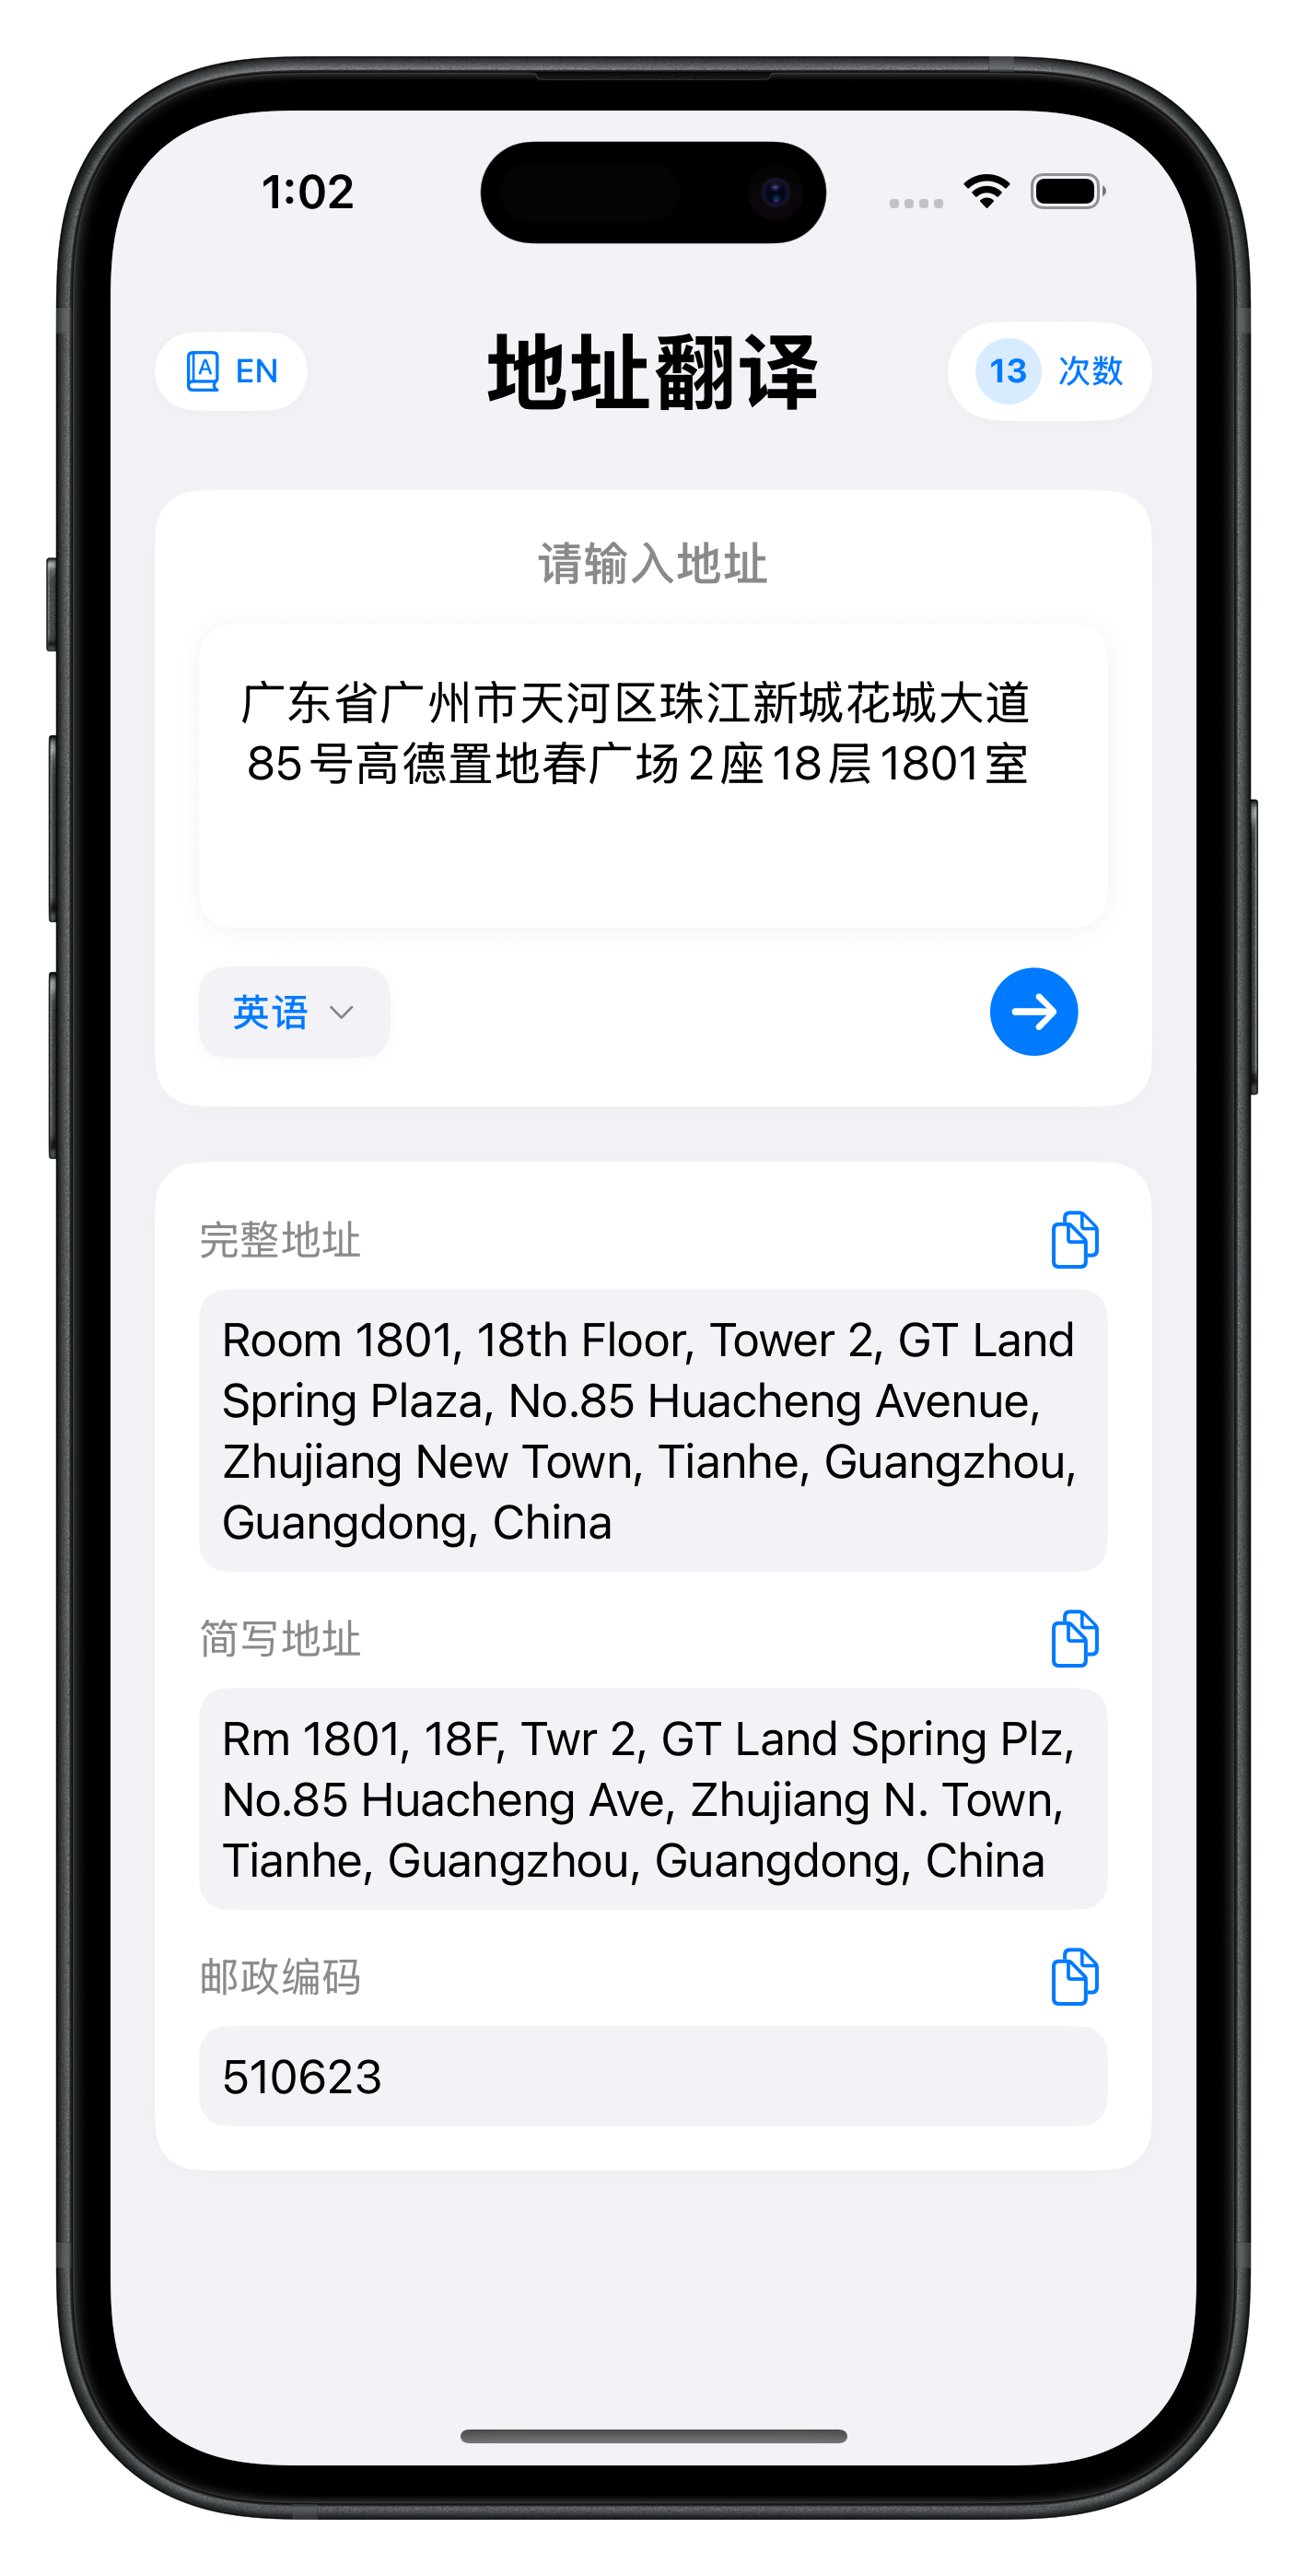 1:02
EN
地址翻译
13 次数
请输入地址
广东省广州市天河区珠江新城花城大道
85号高德置地春广场2座18层1801室
英语
完整地址
Room 1801, 18th Floor, Tower 2, GT Land
Spring Plaza, No.85 Huacheng Avenue,
Zhujiang New Town, Tianhe, Guangzhou,
Guangdong, China
简写地址
Rm 1801, 18F, Twr 2, GT Land Spring Plz,
No.85 Huacheng Ave, Zhujiang N. Town,
Tianhe, Guangzhou, Guangdong, China
邮政编码
510623